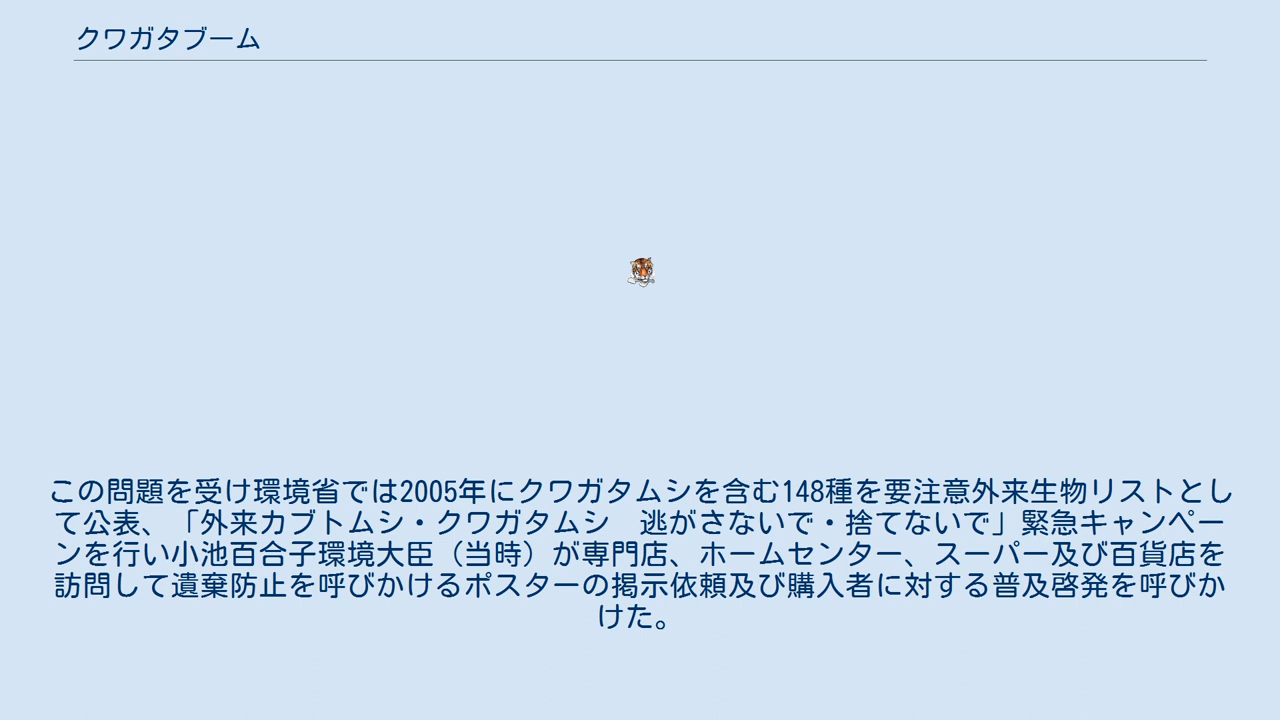 クワガタブーム
この問題を受け環境省では2005年にクワガタムシを含む148種を要注意外来生物リストとし
て公表、「外来カブトムシ・クワガタムシ　逃がさないで・捨てないで」緊急キャンペー
ンを行い小池百合子環境大臣（当時）が専門店、ホームセンター、スーパー及び百貨店を
訪問して遺棄防止を呼びかけるポスターの掲示依頼及び購入者に対する普及啓発を呼びか
けた。